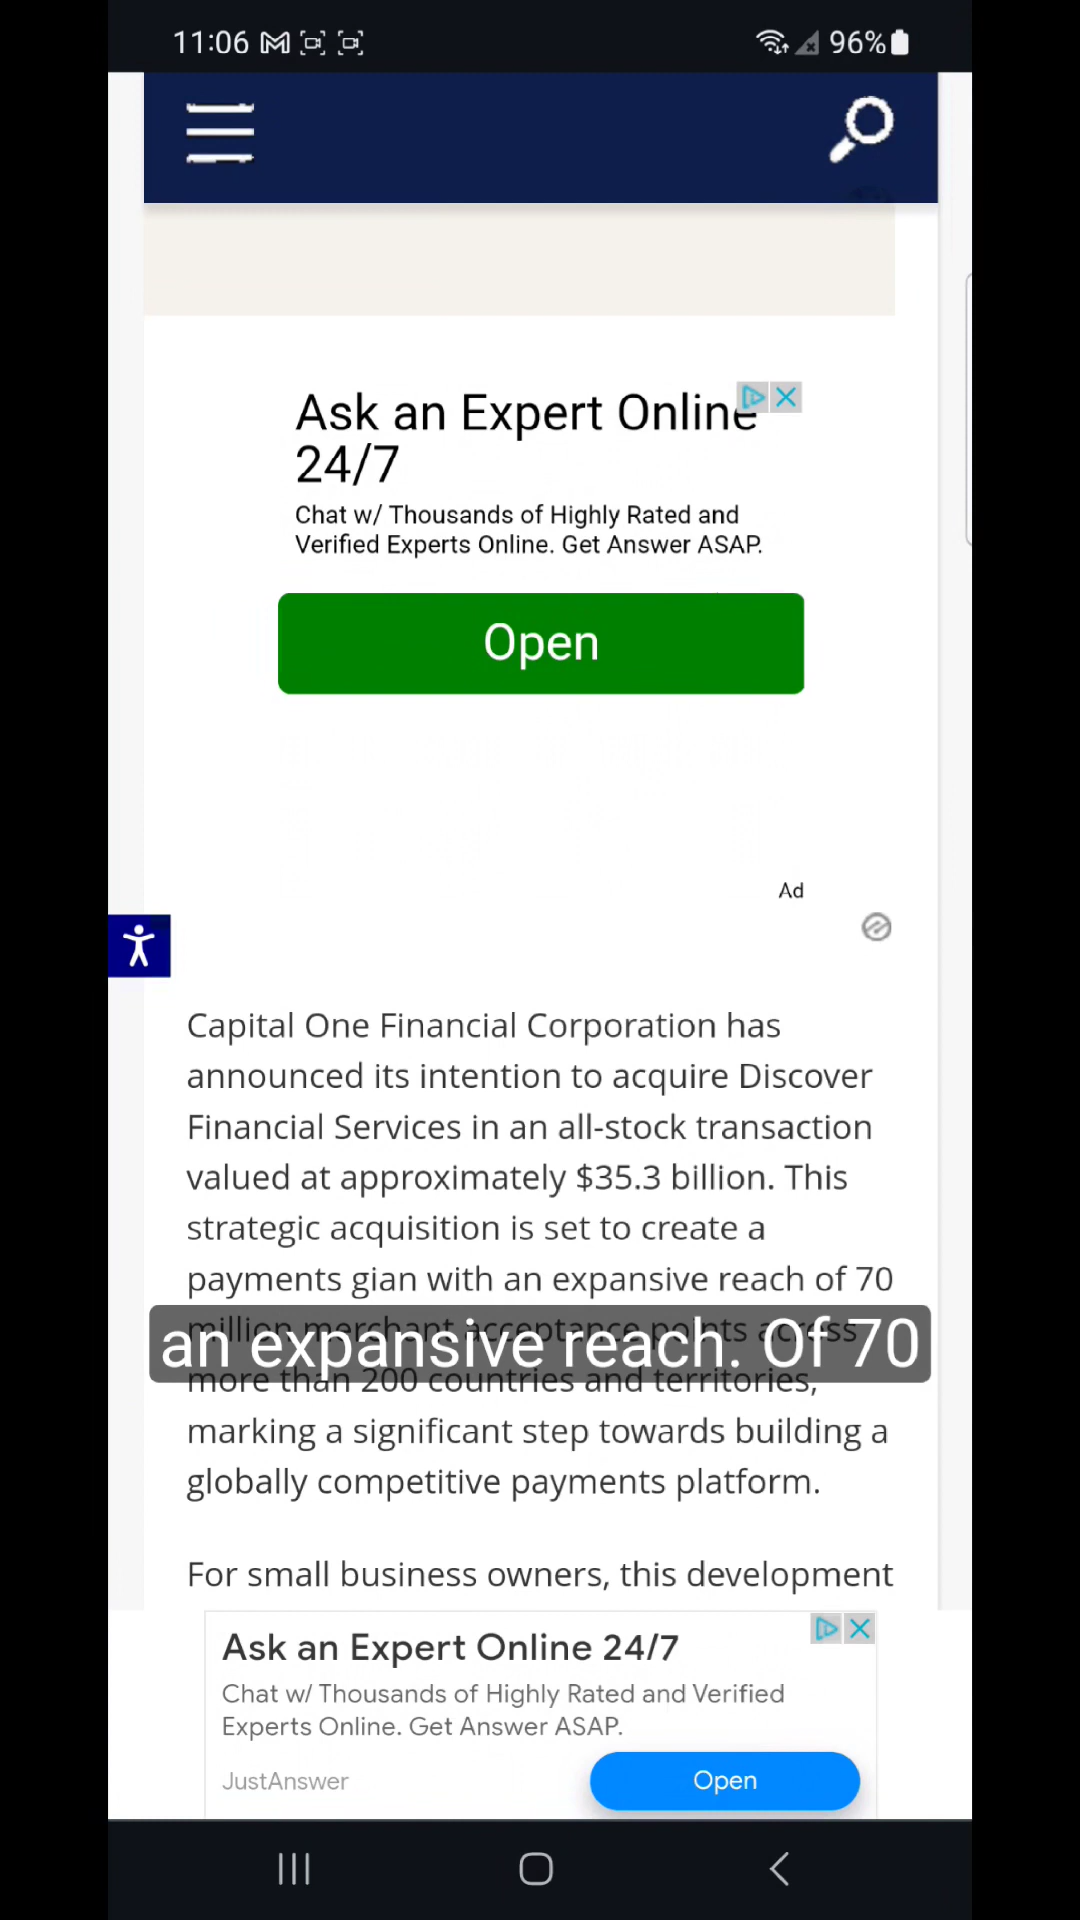 11:06
96%
Ask an Expert Online
24/7
Chat w/ Thousands of Highly Rated and
Verified Experts Online. Get Answer ASAP.
Open
Ad
Capital One Financial Corporation has
announced its intention to acquire Discover
Financial Services in an all-stock transaction
valued at approximately $35.3 billion. This
strategic acquisition is set to create a
payments gian with an expansive reach of 70
million merchant acceptance points across
an expansive reach. Of 70
more than 200 countries and territories,
marking a significant step towards building a
globally competitive payments platform.
For small business owners, this development
Ask an Expert Online 24/7
Chat w/ Thousands of Highly Rated and Verified
Experts Online. Get Answer ASAP.
JustAnswer
Open